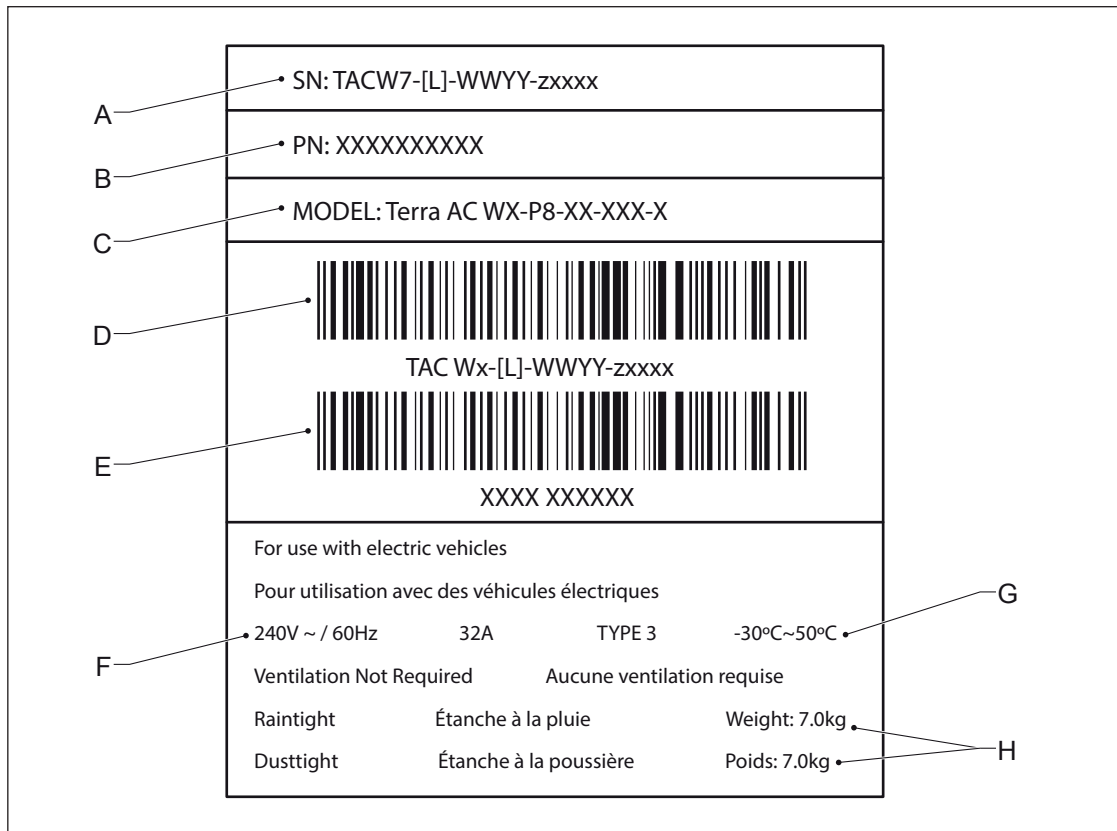 A
SN: TACW7-[L]-WWYY-zxxxx
B
PN: XXXXXXXXXX
C
MODEL: Terra AC WX-P8-XX-XXX-X
D
TAC Wx-[L]-WWYY-zxxxx
E
XXXX XXXXXX
For use with electric vehicles
Pour utilisation avec des véhicules électriques
G
F
240V ~ / 60Hz 32A TYPE 3 -30ºC~50ºC
Ventilation Not Required Aucune ventilation requise
Raintight Étanche à la pluie Weight: 7.0kg
H
Dusttight Étanche à la poussière Poids: 7.0kg